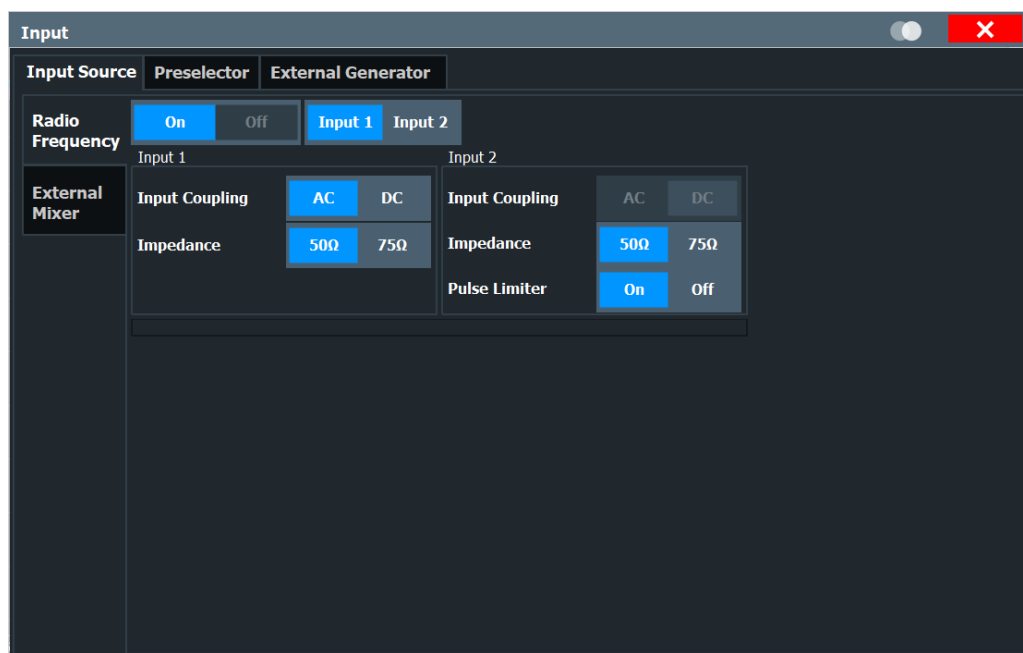 Input
Input Source Preselector External Generator
Radio
Frequency
On Off Input 1 Input 2
Input 1 Input 2
External
Mixer
Input Coupling AC DC Input Coupling AC DC
Impedance 50Ω 75Ω Impedance 50Ω 75Ω
Pulse Limiter On Off